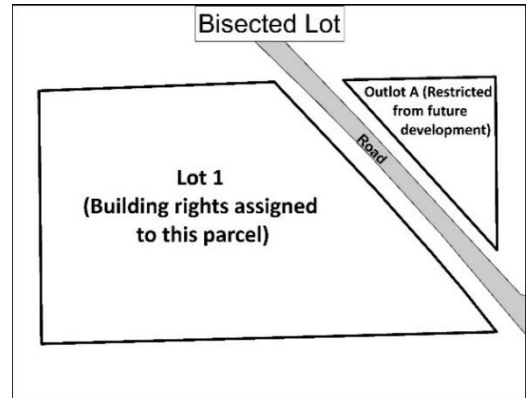 Bisected Lot
Outlot A (Restricted
from future
development)
Road
Lot 1
(Building rights assigned
to this parcel)